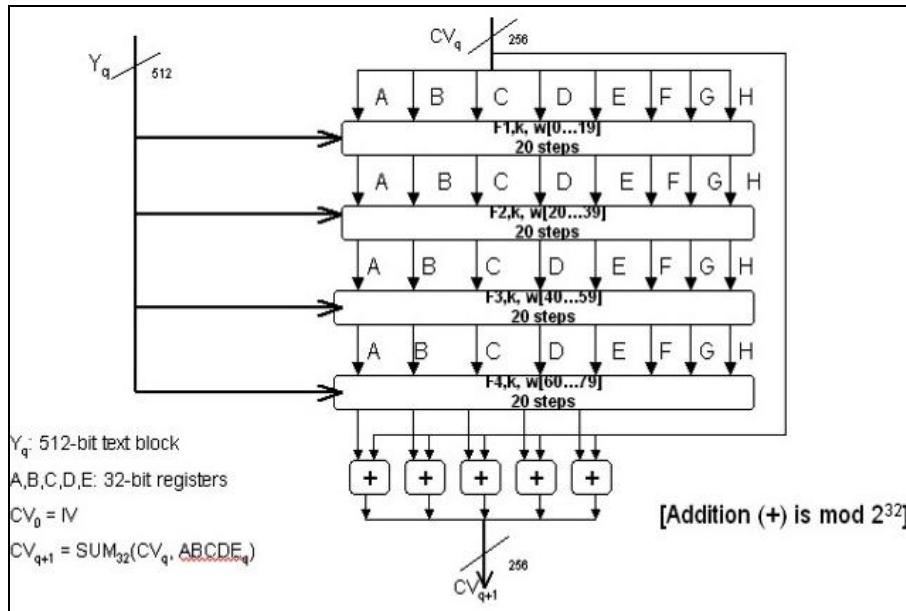 CVq 256
Yq 512
A B C D E F G H
F1,k, w[0...19]
20 steps
A B C D E F G H
F2,k, w[20...39]
20 steps
A B C D E F G H
F3,k, w[40...59]
20 steps
A B C D E F G H
F4,k, w[60...79]
20 steps
+ + + + +
Yq: 512-bit text block
A,B,C,D,E: 32-bit registers
CV0 = IV
CVq+1 = SUM32(CVq, ABCDEq)
[Addition (+) is mod 2^32]
256
CVq+1